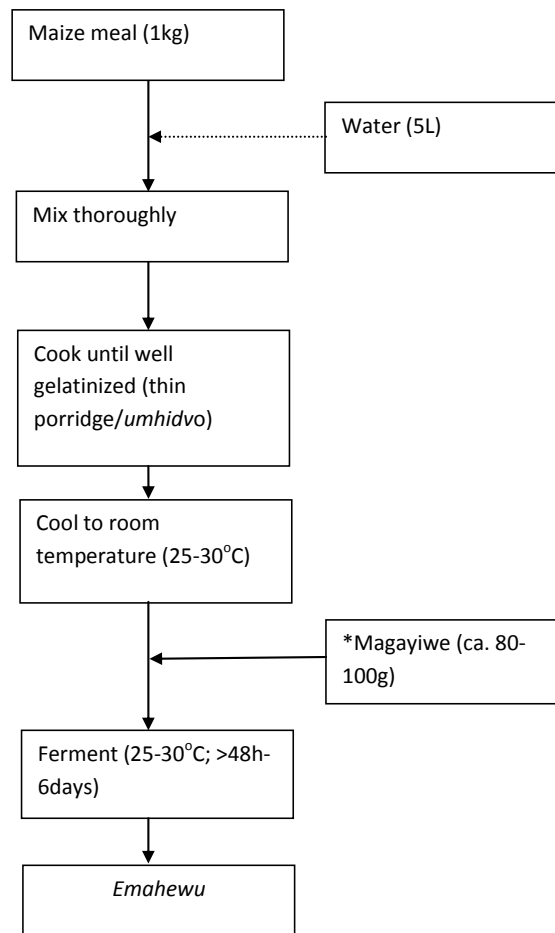 Maize meal (1kg)
Water (5L)
Mix thoroughly
Cook until well
gelatinized (thin
porridge/umhidvo)
Cool to room
temperature (25-30°C)
*Magayiwe (ca. 80-
100g)
Ferment (25-30°C; >48h-
6days)
Emahewu